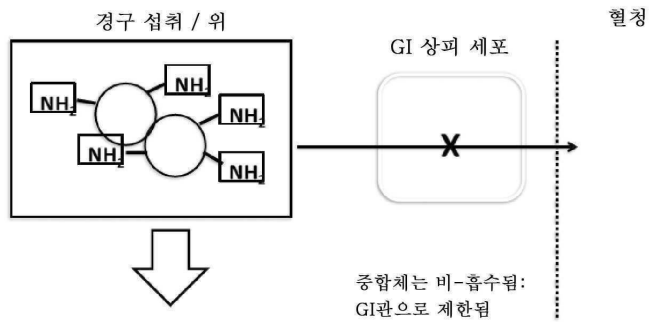 경구 섭취 / 위
혈청
GI 상피 세포
NH2
NH2
NH2
NH2
NH2
X
중합체는 비-흡수됨:
GI관으로 제한됨